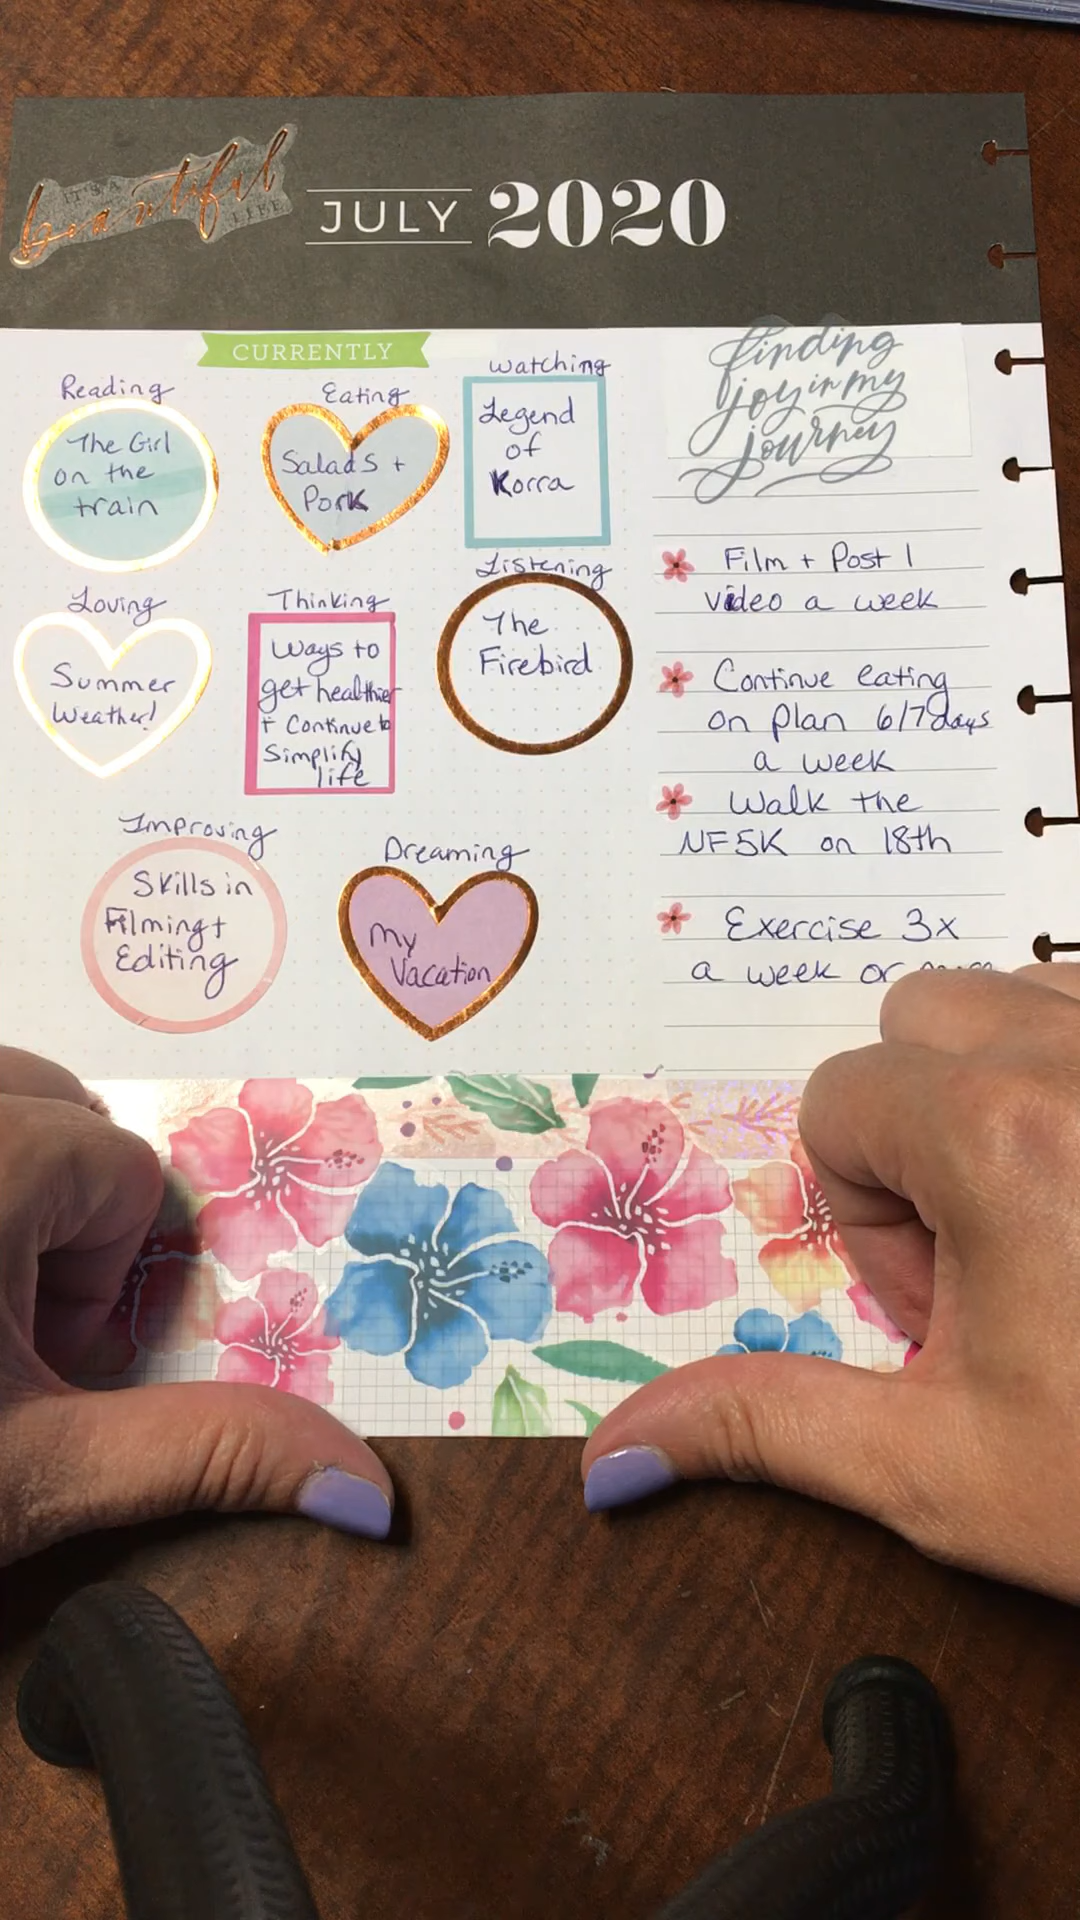 IT'S A
beautiful
LIFE
JULY 2020
CURRENTLY
Reading
The Girl
on the
train
Eating
Salads +
Pork
Watching
Legend
of
Korra
Loving
Summer
Weather!
Thinking
Ways to
get healthier
+ Continue to
Simplify
life
Listening
The
Firebird
Improving
Skills in
Filming +
Editing
Dreaming
My
Vacation
finding
joy in my
journey
Film + Post 1
video a week
Continue eating
on plan 6/7 days
a week
Walk the
NF5K on 18th
Exercise 3x
a week or